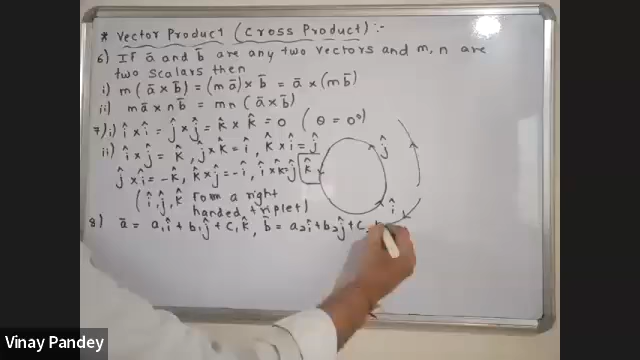 * Vector Product (Cross Product) :-
6) If ā and b̄ are any two vectors and m, n are
two scalars then
i) m(ā × b̄) = (mā) × b̄ = ā × (mb̄)
ii) mā × nb̄ = mn (ā × b̄)
7) i) î × î = ĵ × ĵ = k̂ × k̂ = 0 (θ = 0°)
ii) î × ĵ = k̂, ĵ × k̂ = î, k̂ × î = ĵ
ĵ × î = -k̂, k̂ × ĵ = -î, î × k̂ = ĵ
(î, ĵ, k̂ form a right
handed triplet)
k̂
ĵ
î
8) ā = a₁î + b₁ĵ + c₁k̂, b̄ = a₂î + b₂ĵ + c₂
Vinay Pandey